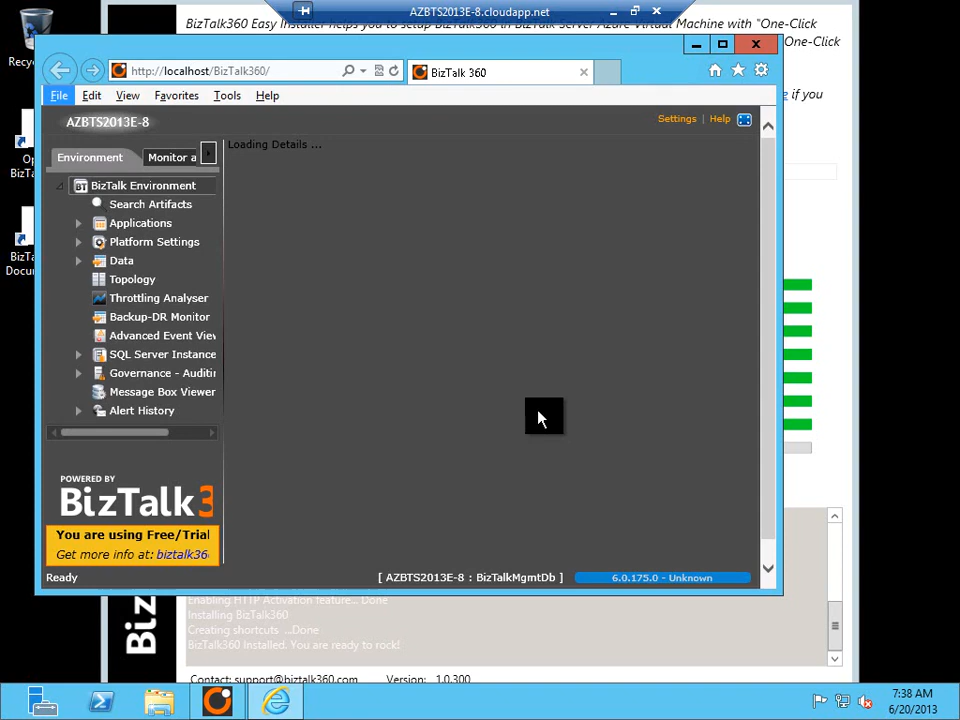 AZBTS2013E-8.cloudapp.net
BizTalk360 Easy Installer helps you to setup BizTalk360 in BizTalk Server Azure Virtual Machine with "One-Click
One-Click
if you
http://localhost/BizTalk360/
BizTalk 360
File Edit View Favorites Tools Help
AZBTS2013E-8
Settings | Help
Environment
Monitor a
Loading Details ...
BizTalk Environment
Search Artifacts
Applications
Platform Settings
Data
Topology
Throttling Analyser
Backup-DR Monitor
Advanced Event View
SQL Server Instance
Governance - Auditin
Message Box Viewer
Alert History
POWERED BY
BizTalk3
You are using Free/Trial
Get more info at: biztalk36
Ready
[ AZBTS2013E-8 : BizTalkMgmtDb ]
6.0.175.0 - Unknown
Enabling HTTP Activation feature... Done
Installing BizTalk360
Creating shortcuts ...Done
BizTalk360 Installed. You are ready to rock!
Biz
Contact: support@biztalk360.com Version: 1.0.300
7:38 AM
6/20/2013